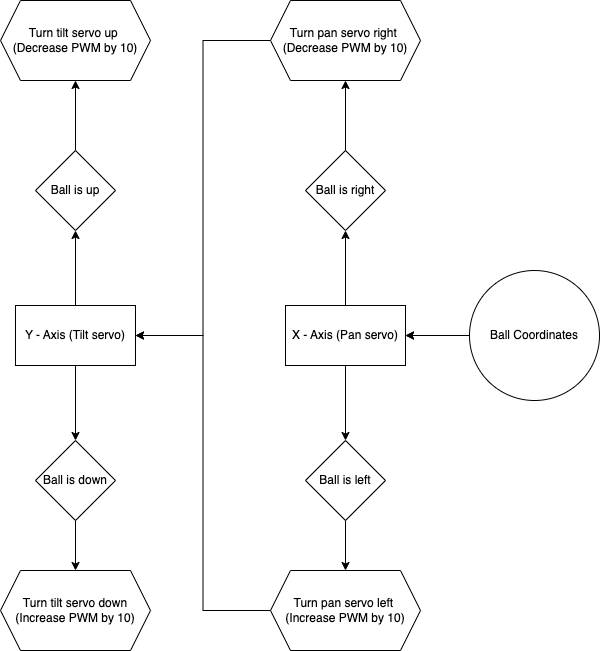 Turn tilt servo up
(Decrease PWM by 10)
Turn pan servo right
(Decrease PWM by 10)
Ball is up
Ball is right
Y - Axis (Tilt servo)
X - Axis (Pan servo)
Ball Coordinates
Ball is down
Ball is left
Turn tilt servo down
(Increase PWM by 10)
Turn pan servo left
(Increase PWM by 10)